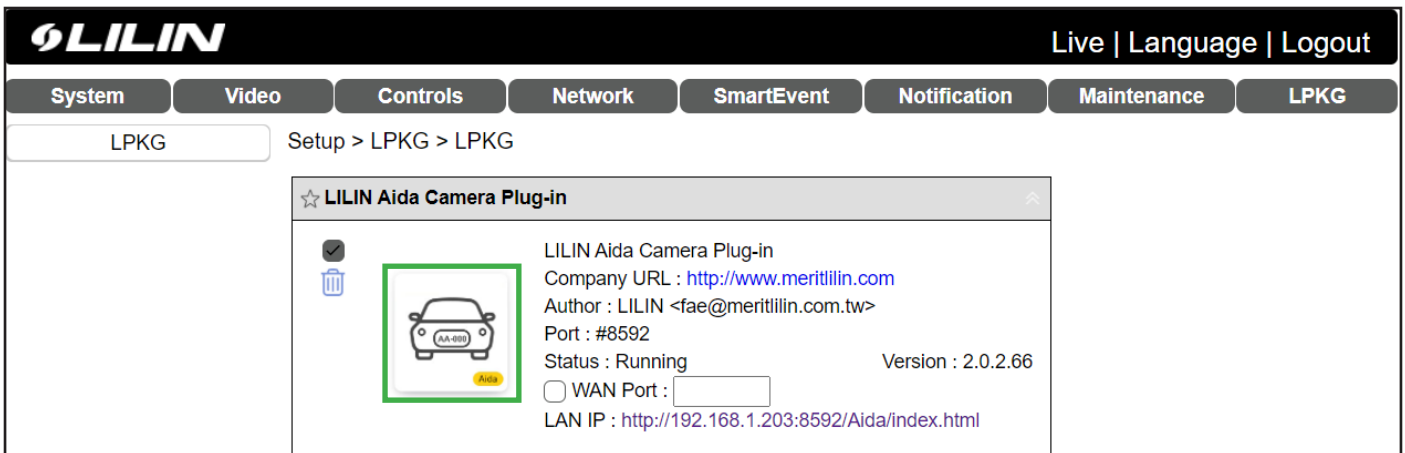 LILIN
Live | Language | Logout
System Video Controls Network SmartEvent Notification Maintenance LPKG
LPKG
Setup > LPKG > LPKG
LILIN Aida Camera Plug-in
LILIN Aida Camera Plug-in
Company URL : http://www.meritlilin.com
Author : LILIN <fae@meritlilin.com.tw>
Port : #8592
AA-000
Status : Running Version : 2.0.2.66
Aida
WAN Port :
LAN IP : http://192.168.1.203:8592/Aida/index.html